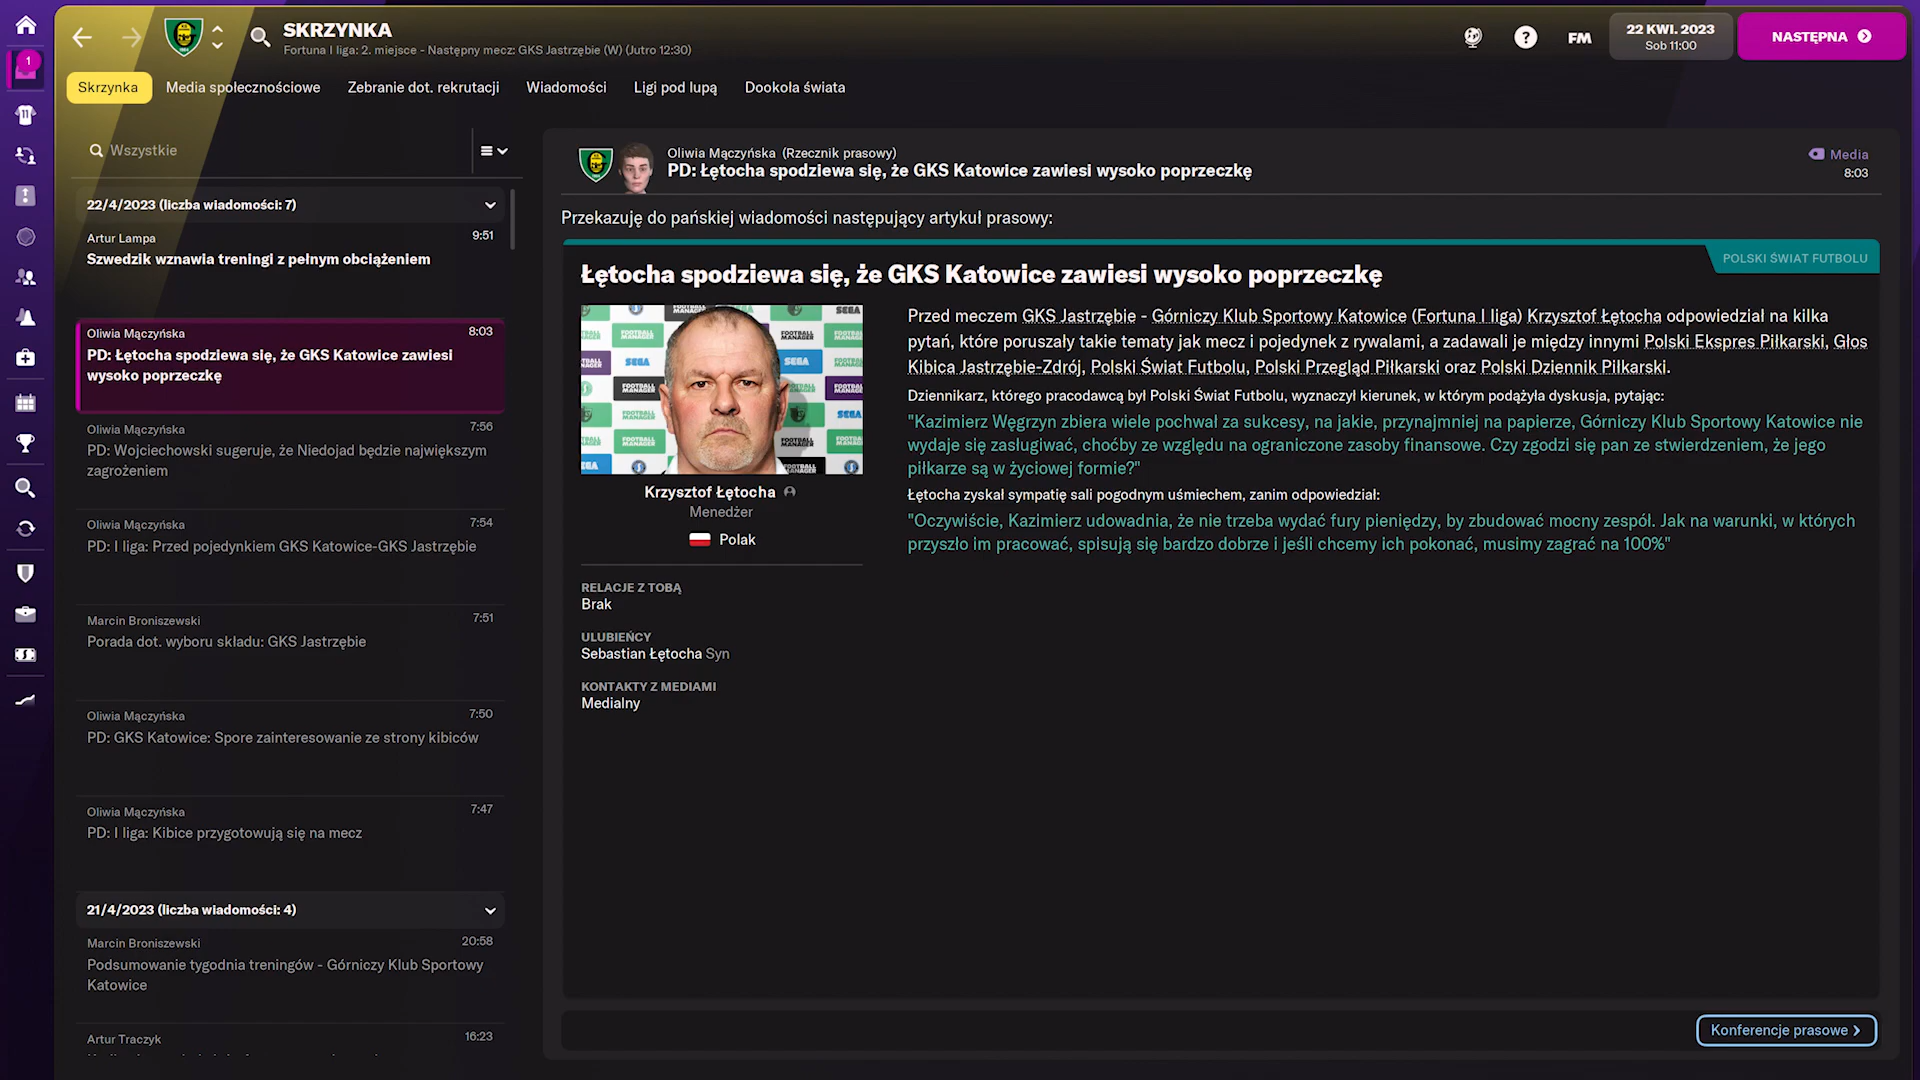 SKRZYNKA
Fortuna I liga: 2. miejsce - Następny mecz: GKS Jastrzębie (W) (Jutro 12:30)
FM
22 KWI. 2023
Sob 11:00
NASTĘPNA
1
Skrzynka
Media społecznościowe
Zebranie dot. rekrutacji
Wiadomości
Ligi pod lupą
Dookoła świata
Wszystkie
22/4/2023 (liczba wiadomości: 7)
Artur Lampa
9:51
Szwedzik wznawia treningi z pełnym obciążeniem
Oliwia Mączyńska
8:03
PD: Łętocha spodziewa się, że GKS Katowice zawiesi
wysoko poprzeczkę
Oliwia Mączyńska
7:56
PD: Wojciechowski sugeruje, że Niedojad będzie największym
zagrożeniem
Oliwia Mączyńska
7:54
PD: I liga: Przed pojedynkiem GKS Katowice-GKS Jastrzębie
Marcin Broniszewski
7:51
Porada dot. wyboru składu: GKS Jastrzębie
Oliwia Mączyńska
7:50
PD: GKS Katowice: Spore zainteresowanie ze strony kibiców
Oliwia Mączyńska
7:47
PD: I liga: Kibice przygotowują się na mecz
21/4/2023 (liczba wiadomości: 4)
Marcin Broniszewski
20:58
Podsumowanie tygodnia treningów - Górniczy Klub Sportowy
Katowice
Artur Traczyk
16:23
Oliwia Mączyńska (Rzecznik prasowy)
PD: Łętocha spodziewa się, że GKS Katowice zawiesi wysoko poprzeczkę
Media
8:03
Przekazuję do pańskiej wiadomości następujący artykuł prasowy:
POLSKI ŚWIAT FUTBOLU
Łętocha spodziewa się, że GKS Katowice zawiesi wysoko poprzeczkę
Krzysztof Łętocha
Menedżer
Polak
RELACJE Z TOBĄ
Brak
ULUBIEŃCY
Sebastian Łętocha Syn
KONTAKTY Z MEDIAMI
Medialny
Przed meczem GKS Jastrzębie - Górniczy Klub Sportowy Katowice (Fortuna I liga) Krzysztof Łętocha odpowiedział na kilka
pytań, które poruszały takie tematy jak mecz i pojedynek z rywalami, a zadawali je między innymi Polski Ekspres Piłkarski, Głos
Kibica Jastrzębie-Zdrój, Polski Świat Futbolu, Polski Przegląd Piłkarski oraz Polski Dziennik Piłkarski.
Dziennikarz, którego pracodawcą był Polski Świat Futbolu, wyznaczył kierunek, w którym podążyła dyskusja, pytając:
"Kazimierz Węgrzyn zbiera wiele pochwał za sukcesy, na jakie, przynajmniej na papierze, Górniczy Klub Sportowy Katowice nie
wydaje się zasługiwać, choćby ze względu na ograniczone zasoby finansowe. Czy zgodzi się pan ze stwierdzeniem, że jego
piłkarze są w życiowej formie?"
Łętocha zyskał sympatię sali pogodnym uśmiechem, zanim odpowiedział:
"Oczywiście, Kazimierz udowadnia, że nie trzeba wydać fury pieniędzy, by zbudować mocny zespół. Jak na warunki, w których
przyszło im pracować, spisują się bardzo dobrze i jeśli chcemy ich pokonać, musimy zagrać na 100%"
Konferencje prasowe